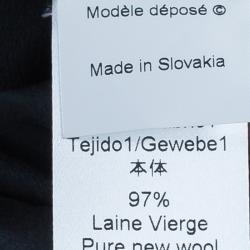 Modèle déposé ©
Made in Slovakia
Tejido1/Gewebe1
本体
97%
Laine Vierge
Pure new wool